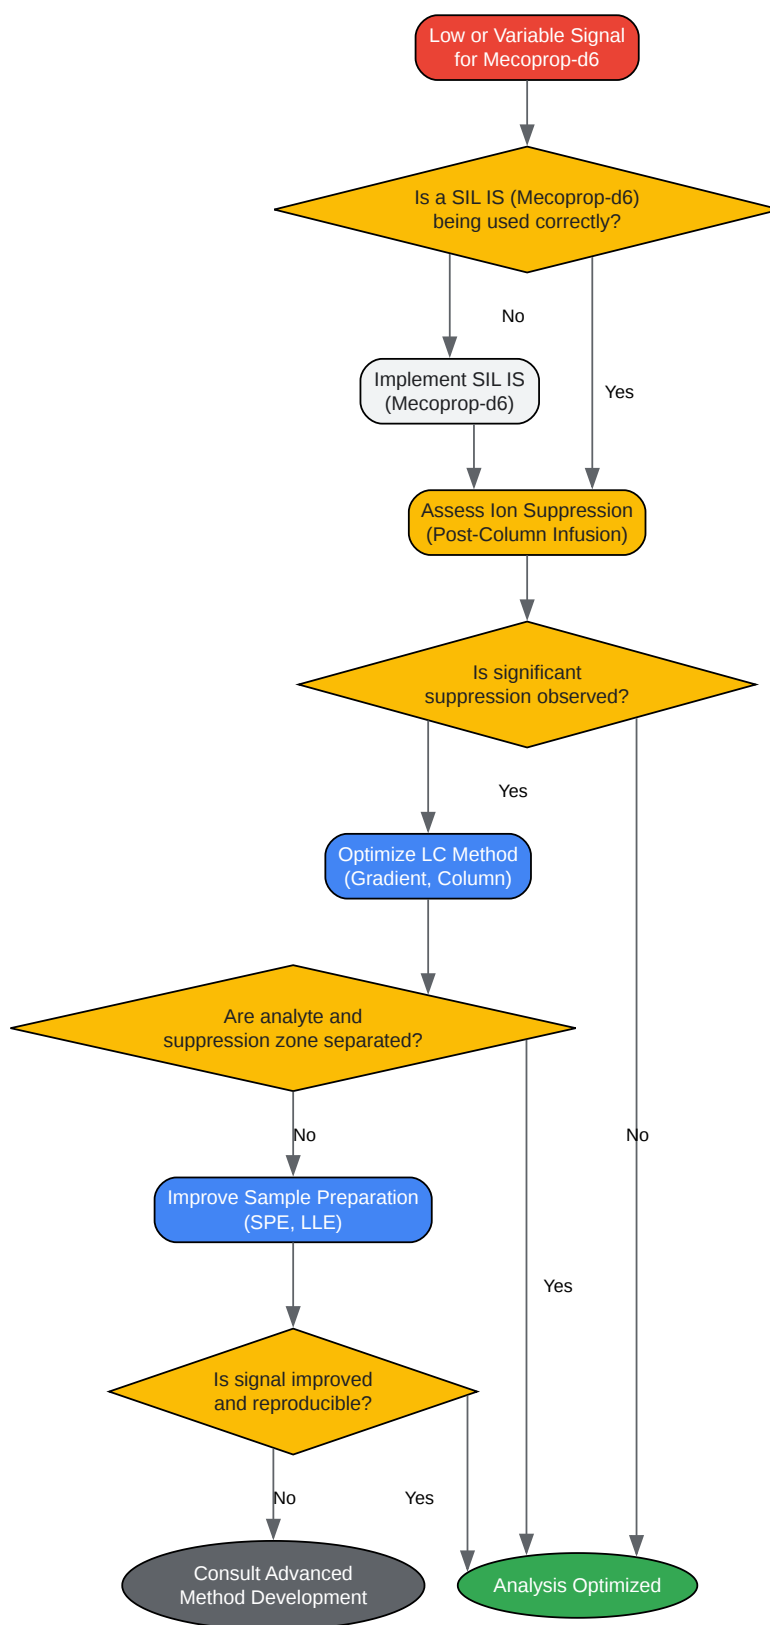 Low or Variable Signal
for Mecoprop-d6
Is a SIL IS (Mecoprop-d6)
being used correctly?
No
Implement SIL IS
(Mecoprop-d6)
Yes
Assess Ion Suppression
(Post-Column Infusion)
Is significant
suppression observed?
Yes
Optimize LC Method
(Gradient, Column)
Are analyte and
suppression zone separated?
No
No
Improve Sample Preparation
(SPE, LLE)
Yes
Is signal improved
and reproducible?
No
Yes
Consult Advanced
Method Development
Analysis Optimized